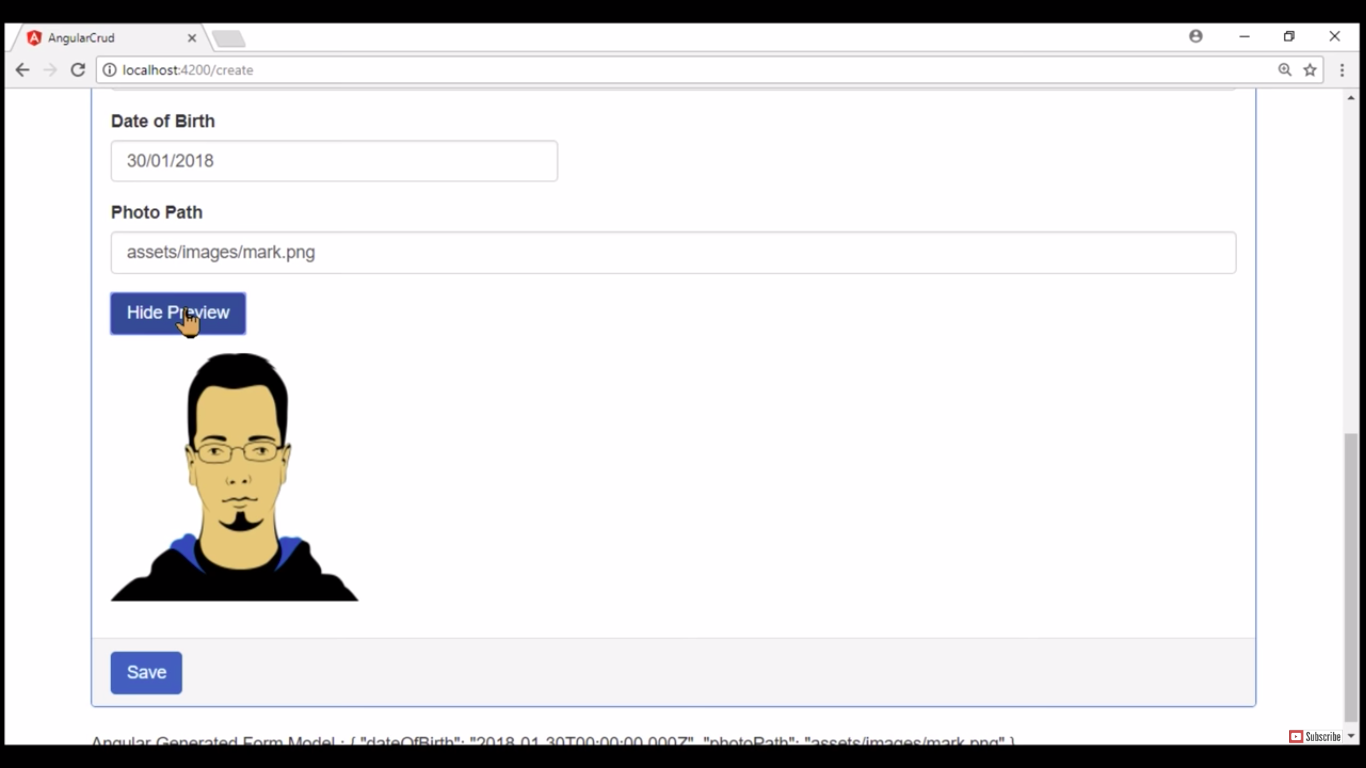 AngularCrud
localhost:4200/create
Date of Birth
30/01/2018
Photo Path
assets/images/mark.png
Hide Preview
Save
Angular Generated Form Model : { "dateOfBirth": "2018-01-30T00:00:00.000Z", "photoPath": "assets/images/mark.png" }
Subscribe